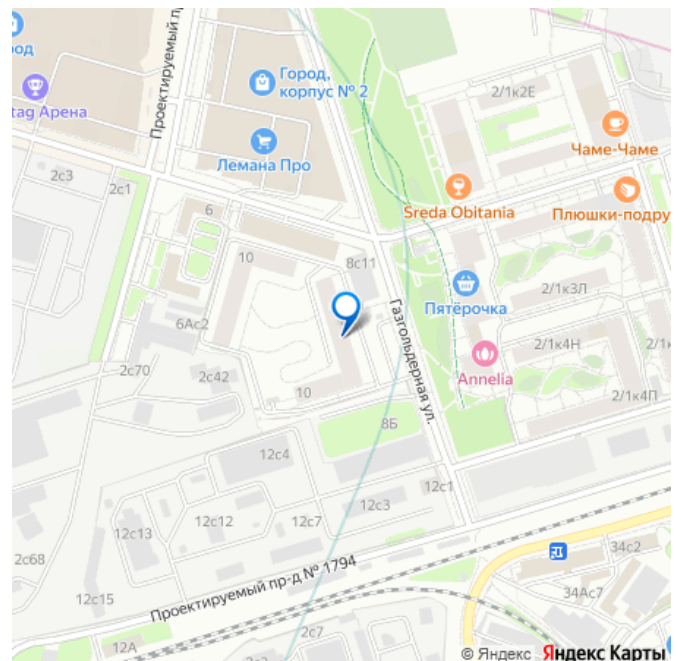 од
tag Арена
Проектируемый пр
Город,
корпус № 2
Лемана Про
2/1к2Е
Чаме-Чаме
Sreda Obitania
Плюшки-подру
2с3
2с1
6
10
8с11
Пятёрочка
2/1к3Л
6Ас2
Газгольдерная ул.
2/1к4Н
2/1
2с70
2с42
Annelia
10
2/1к4П
8Б
12с4
12с1
12с3
12с13
12с12
12с7
34с2
2с68
12с15
Проектируемый пр-д № 1794
34Ас7
2с7
12А
© Яндекс Яндекс Карты